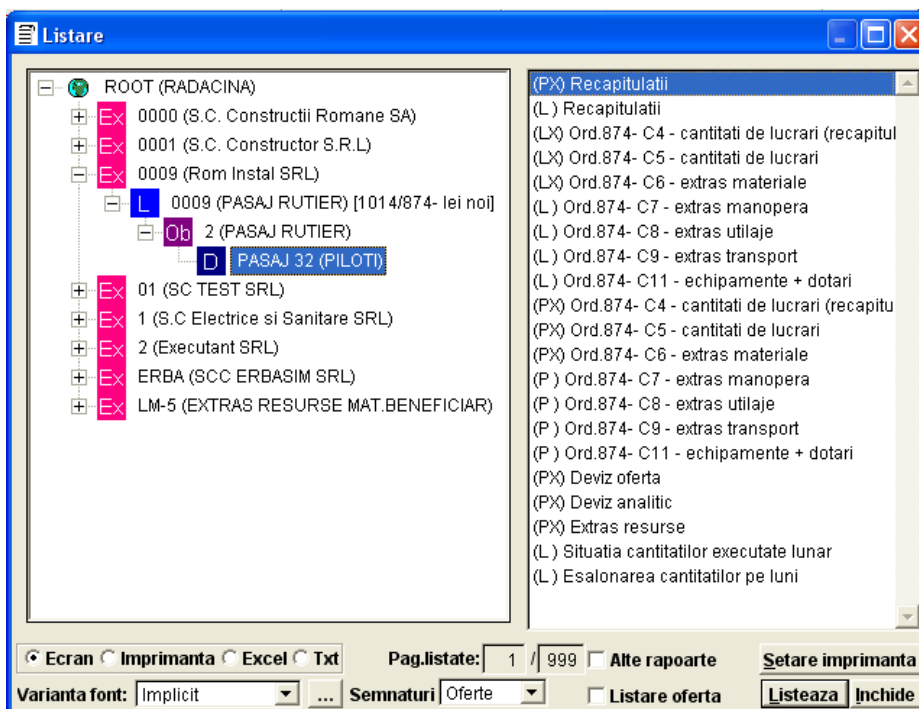 Listare
ROOT (RADACINA)
Ex 0000 (S.C. Constructii Romane SA)
Ex 0001 (S.C. Constructor S.R.L)
Ex 0009 (Rom Instal SRL)
L 0009 (PASAJ RUTIER) [1014/874- lei noi]
Ob 2 (PASAJ RUTIER)
D PASAJ 32 (PILOTI)
Ex 01 (SC TEST SRL)
Ex 1 (S.C Electrice si Sanitare SRL)
Ex 2 (Executant SRL)
Ex ERBA (SCC ERBASIM SRL)
Ex LM-5 (EXTRAS RESURSE MAT.BENEFICIAR)
(PX) Recapitulatii
(L ) Recapitulatii
(LX) Ord.874- C4 - cantitati de lucrari (recapitul
(LX) Ord.874- C5 - cantitati de lucrari
(LX) Ord.874- C6 - extras materiale
(L ) Ord.874- C7 - extras manopera
(L ) Ord.874- C8 - extras utilaje
(L ) Ord.874- C9 - extras transport
(L ) Ord.874- C11 - echipamente + dotari
(PX) Ord.874- C4 - cantitati de lucrari (recapitu
(PX) Ord.874- C5 - cantitati de lucrari
(PX) Ord.874- C6 - extras materiale
(P ) Ord.874- C7 - extras manopera
(P ) Ord.874- C8 - extras utilaje
(P ) Ord.874- C9 - extras transport
(P ) Ord.874- C11 - echipamente + dotari
(PX) Deviz oferta
(PX) Deviz analitic
(PX) Extras resurse
(L ) Situatia cantitatilor executate lunar
(L ) Esalonarea cantitatilor pe luni
Ecran Imprimanta Excel Txt Pag.listate: 1 / 999 Alte rapoarte Setare imprimanta
Varianta font: Implicit ... Semnaturi Oferte Listare oferta Listeaza Inchide